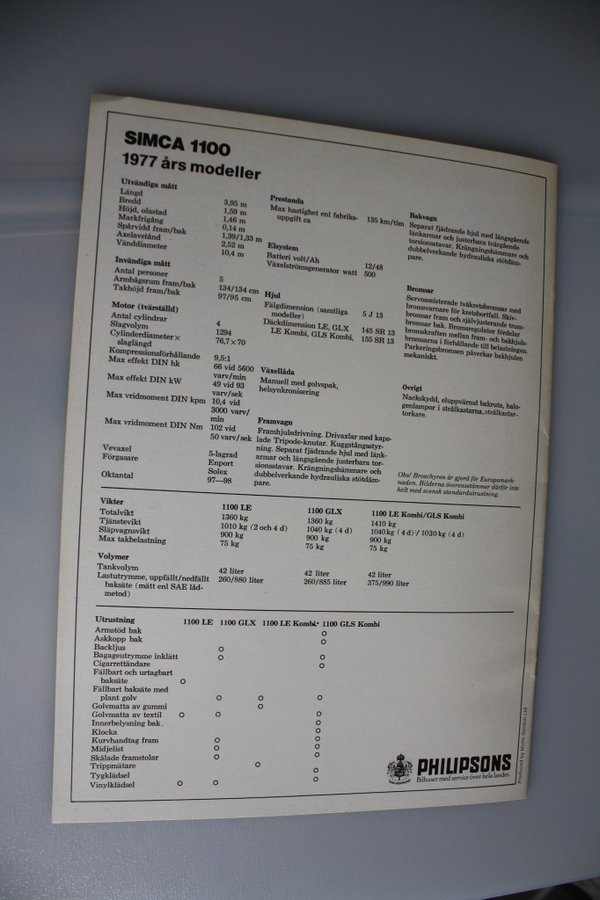 SIMCA 1100
1977 års modeller
Utvändiga mått
Längd 3,95 m
Bredd 1,59 m
Höjd, olastad 1,46 m
Markfrigång 0,14 m
Spårvidd fram/bak 1,39/1,33 m
Axelavstånd 2,52 m
Vänddiameter 10,4 m
Invändiga mått
Antal personer 5
Armbågsrum fram/bak 134/134 cm
Takhöjd fram/bak 97/95 cm
Motor (tvärställd)
Antal cylindrar 4
Slagvolym 1294
Cylinderdiameter ×
slaglängd 76,7×70
Kompressionsförhållande 9,5:1
Max effekt DIN hk 66 vid 5600
varv/min
Max effekt DIN kW 49 vid 93
varv/sek
Max vridmoment DIN kpm 10,4 vid
3000 varv/
min
Max vridmoment DIN Nm 102 vid
50 varv/sek
Vevaxel 5-lagrad
Förgasare Enport
Solex
Oktantal 97—98
Prestanda
Max hastighet enl fabriks-
uppgift ca 135 km/tim
Elsystem
Batteri volt/Ah 12/48
Växelströmsgenerator watt 500
Hjul
Fälgdimension (samtliga
modeller) 5 J 13
Däckdimension LE, GLX 145 SR 13
LE Kombi, GLS Kombi, 155 SR 13
Växellåda
Manuell med golvspak,
helsynkronisering
Framvagn
Framhjulsdrivning. Drivaxlar med kaps-
lade Tripode-knutar. Kuggstångsstyr-
ning. Separat fjädrande hjul med länk-
armar och längsgående justerbara tor-
sionsstavar. Krängningshämmare och
dubbelverkande hydrauliska stötdäm-
pare.
Bakvagn
Separat fjädrande hjul med längsgående
länkarmar och justerbara tvärgående
torsionsstavar. Krängningshämmare och
dubbelverkande hydrauliska stötdäm-
pare.
Bromsar
Servoassisterade tvåkretsbromsar med
bromsvarnare för kretsbortfall. Skiv-
bromsar fram och självjusterande trum-
bromsar bak. Bromsregulator fördelar
bromskraften mellan fram- och bakhjuls-
bromsarna i förhållande till belastningen.
Parkeringsbromsen påverkar bakhjulen
mekaniskt.
Övrigt
Nackskydd, eluppvärmd bakruta, halo-
genlampor i strålkastarna, strålkastar-
torkare.
Obs! Broschyren är gjord för Europamark-
naden. Bilderna överensstämmer därför inte
helt med svensk standardutrustning.
Vikter 1100 LE 1100 GLX 1100 LE Kombi/GLS Kombi
Totalvikt 1360 kg 1360 kg 1410 kg
Tjänstevikt 1010 kg (2 och 4 d) 1040 kg (4 d) 1040 kg (4 d)/ 1030 kg (4 d)
Släpvagnsvikt 900 kg 900 kg 900 kg
Max takbelastning 75 kg 75 kg 75 kg
Volymer
Tankvolym 42 liter 42 liter 42 liter
Lastutrymme, uppfällt/nedfällt 260/880 liter 260/885 liter 375/990 liter
baksäte (mätt enl SAE låd-
metod)
Utrustning 1100 LE 1100 GLX 1100 LE Kombi 1100 GLS Kombi
Armstöd bak o
Askkopp bak o
Backljus o
Bagageutrymme inklätt o o
Cigarrettändare o
Fällbart och urtagbart
baksäte o
Fällbart baksäte med
plant golv o o o
Golvmatta av gummi o
Golvmatta av textil o o o
Innerbelysning bak o
Klocka o
Kurvhandtag fram o o
Midjelist o o
Skålade framstolar o o
Trippmätare o
Tygklädsel o
Vinylklädsel o o o
PHILIPSONS
Bilhuset med service över hela landet.